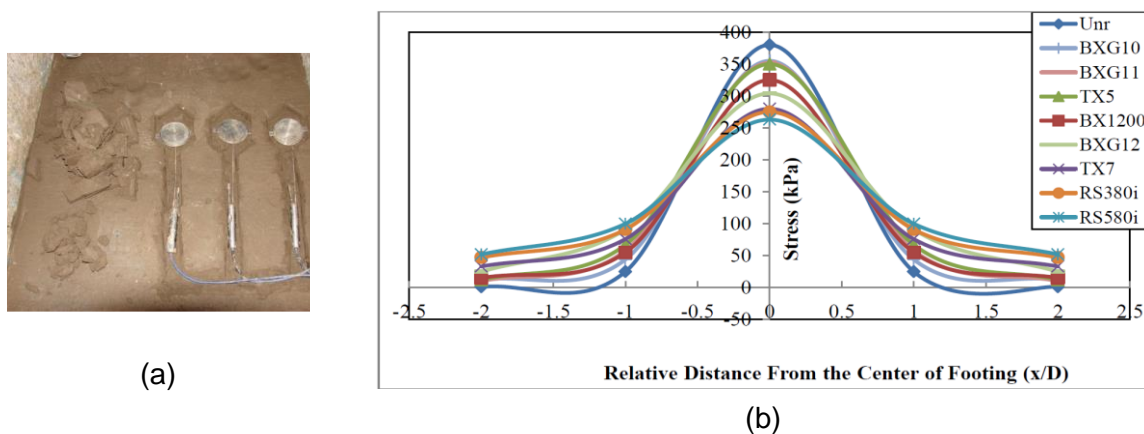 400
350
300
250
200
150
100
50
0
-50
-2.5
-2
-1.5
-1
-0.5
0
0.5
1
1.5
2
2.5
Stress (kPa)
Unr
BXG10
BXG11
TX5
BX1200
BXG12
TX7
RS380i
RS580i
Relative Distance From the Center of Footing (x/D)
(a)
(b)